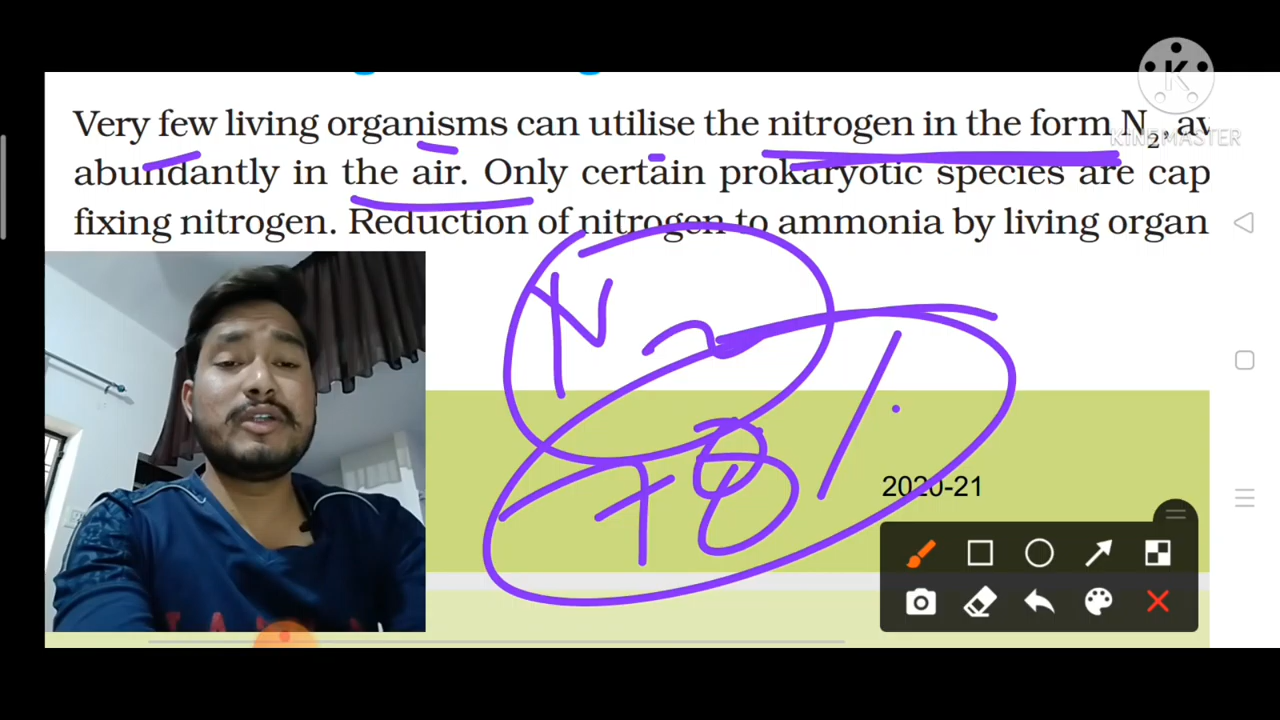 K
KINEMASTER
Very few living organisms can utilise the nitrogen in the form N₂, av
abundantly in the air. Only certain prokaryotic species are cap
fixing nitrogen. Reduction of nitrogen to ammonia by living organ
N₂
78%
2020-21